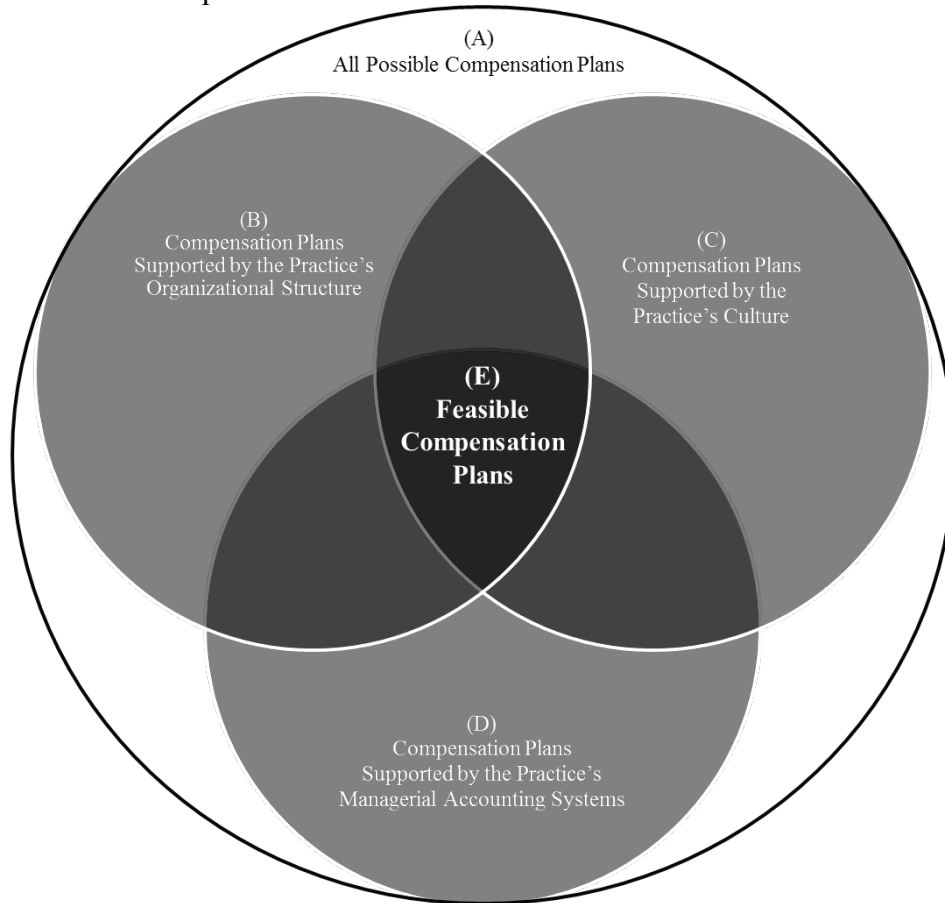 (A)
All Possible Compensation Plans
(B)
Compensation Plans
Supported by the Practice's
Organizational Structure
(C)
Compensation Plans
Supported by the
Practice's Culture
(E)
Feasible
Compensation
Plans
(D)
Compensation Plans
Supported by the Practice's
Managerial Accounting Systems